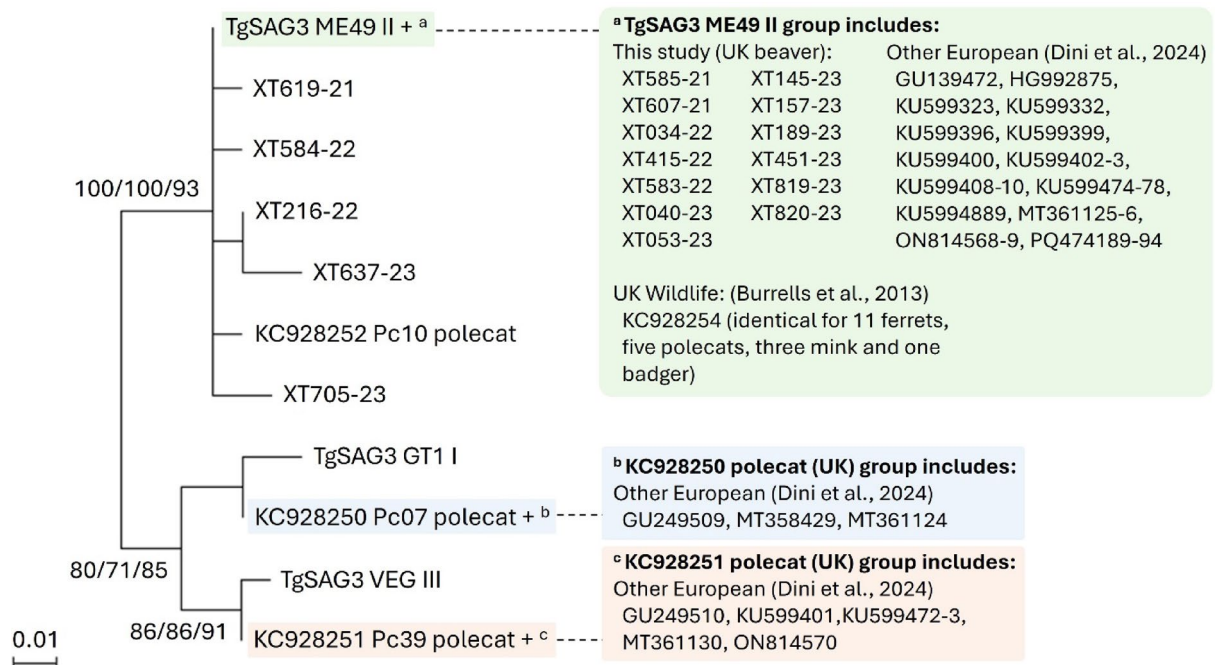 TgSAG3 ME49 II + a
XT619-21
XT584-22
100/100/93
XT216-22
XT637-23
KC928252 Pc10 polecat
XT705-23
TgSAG3 GT1 I
KC928250 Pc07 polecat + b
80/71/85
TgSAG3 VEG III
86/86/91
KC928251 Pc39 polecat + c
0.01
a TgSAG3 ME49 II group includes:
This study (UK beaver):
XT585-21 XT145-23
XT607-21 XT157-23
XT034-22 XT189-23
XT415-22 XT451-23
XT583-22 XT819-23
XT040-23 XT820-23
XT053-23
Other European (Dini et al., 2024)
GU139472, HG992875,
KU599323, KU599332,
KU599396, KU599399,
KU599400, KU599402-3,
KU599408-10, KU599474-78,
KU5994889, MT361125-6,
ON814568-9, PQ474189-94
UK Wildlife: (Burrells et al., 2013)
KC928254 (identical for 11 ferrets,
five polecats, three mink and one
badger)
b KC928250 polecat (UK) group includes:
Other European (Dini et al., 2024)
GU249509, MT358429, MT361124
c KC928251 polecat (UK) group includes:
Other European (Dini et al., 2024)
GU249510, KU599401,KU599472-3,
MT361130, ON814570